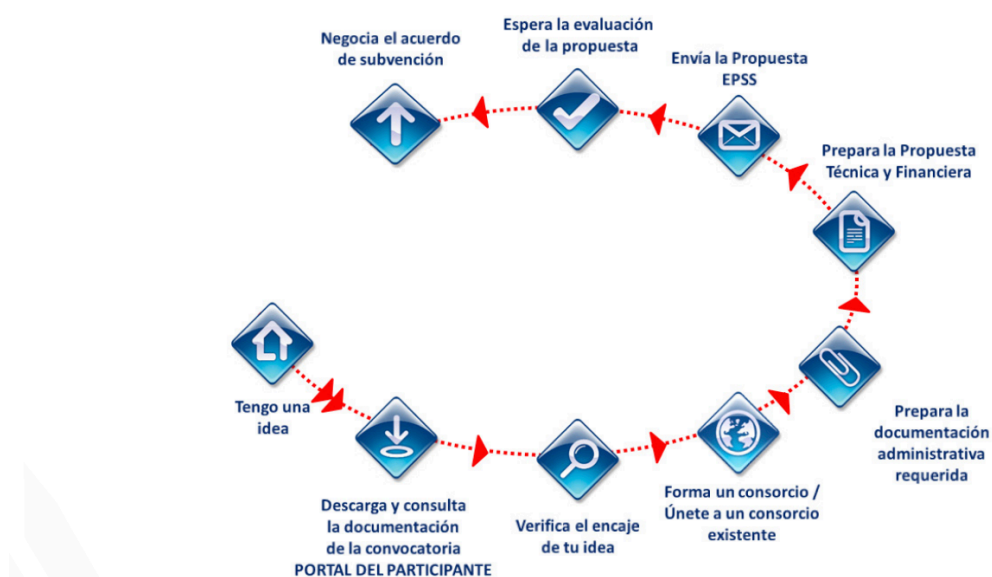 Negocia el acuerdo
de subvención
Espera la evaluación
de la propuesta
Envía la Propuesta
EPSS
Prepara la Propuesta
Técnica y Financiera
Tengo una
idea
Descarga y consulta
la documentación
de la convocatoria
PORTAL DEL PARTICIPANTE
Verifica el encaje
de tu idea
Forma un consorcio /
Únete a un consorcio
existente
Prepara la
documentación
administrativa
requerida